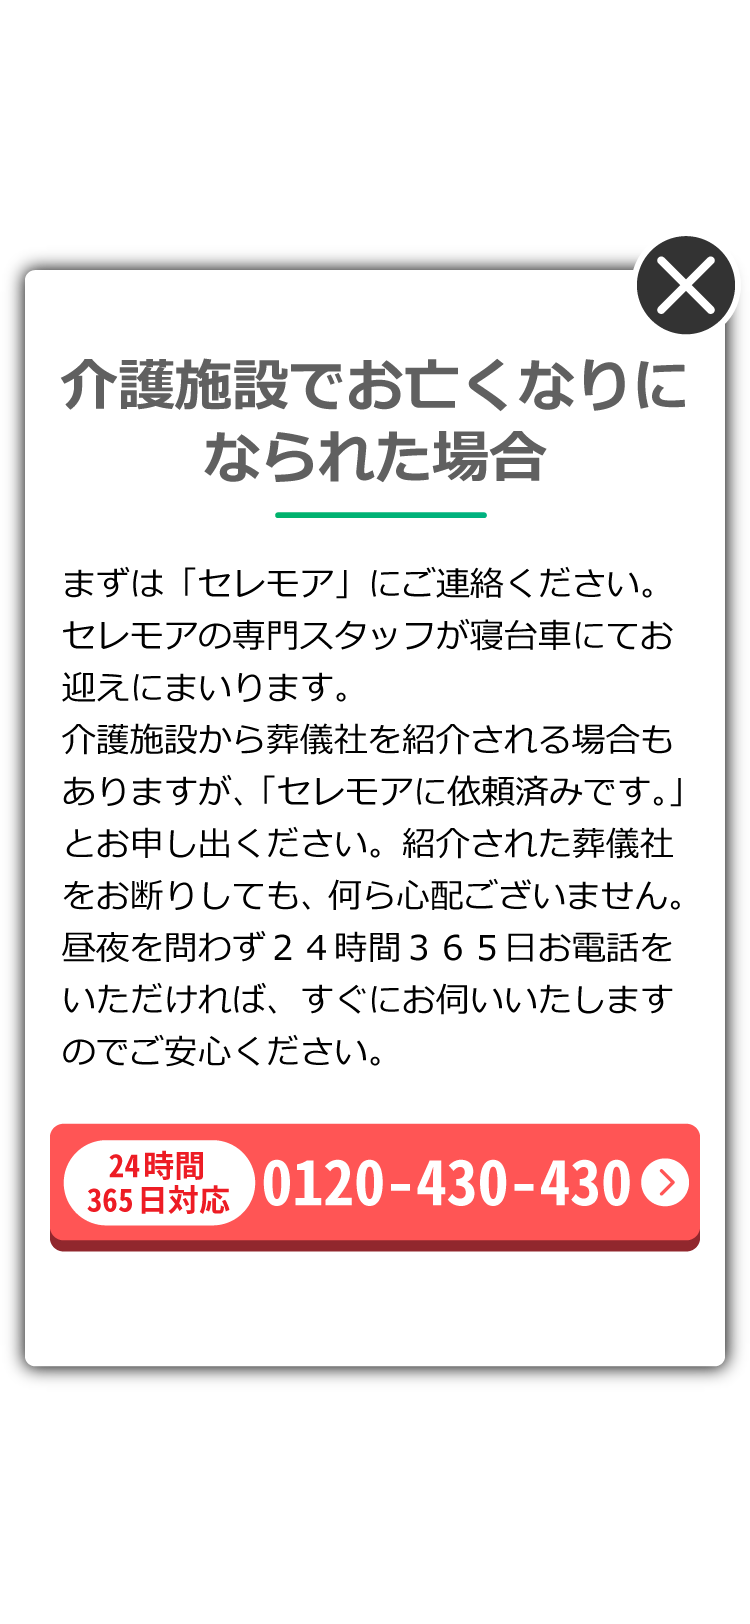 介護施設でお亡くなりに
なられた場合
まずは「セレモア」にご連絡ください。
セレモアの専門スタッフが寝台車にてお
迎えにまいります。
介護施設から葬儀社を紹介される場合も
ありますが、「セレモアに依頼済みです。」
とお申し出ください。紹介された葬儀社
をお断りしても、何ら心配ございません。
昼夜を問わず２４時間３６５日お電話を
いただければ、すぐにお伺いいたします
のでご安心ください。
24時間
365日対応
0120-430-430